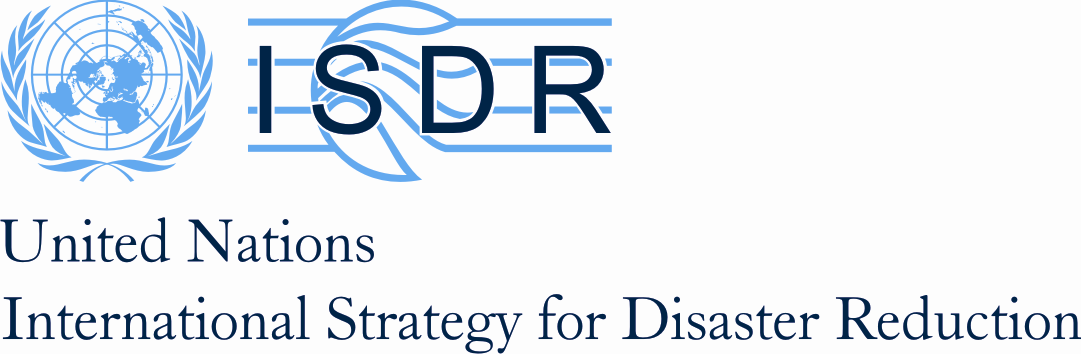 ISDR
United Nations
International Strategy for Disaster Reduction